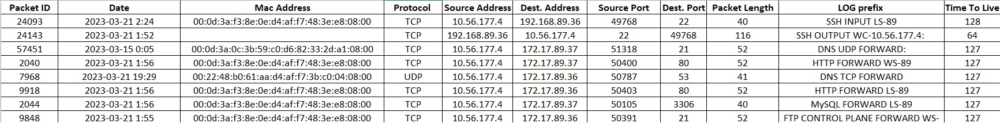 Packet ID Date Mac Address Protocol Source Address Dest. Address Source Port Dest. Port Packet Length LOG prefix Time To Live
24093 2023-03-21 2:24 00:0d:3a:f3:8e:0e:d4:af:f7:48:3e:e8:08:00 TCP 10.56.177.4 192.168.89.36 49768 22 40 SSH INPUT LS-89 128
24143 2023-03-21 1:52 TCP 192.168.89.36 10.56.177.4 22 49768 116 SSH OUTPUT WC-10.56.177.4: 64
57451 2023-03-15 0:05 00:0d:3a:0c:3b:59:c0:d6:82:33:2d:a1:08:00 TCP 10.56.177.4 172.17.89.37 51318 21 52 DNS UDP FORWARD: 127
2040 2023-03-21 1:56 00:0d:3a:f3:8e:0e:d4:af:f7:48:3e:e8:08:00 TCP 10.56.177.4 172.17.89.37 50400 80 52 HTTP FORWARD WS-89 127
7968 2023-03-21 19:29 00:22:48:b0:61:aa:d4:af:f7:3b:c0:04:08:00 UDP 10.56.177.4 172.17.89.36 50787 53 41 DNS TCP FORWARD 127
9918 2023-03-21 1:56 00:0d:3a:f3:8e:0e:d4:af:f7:48:3e:e8:08:00 TCP 10.56.177.4 172.17.89.36 50403 80 52 HTTP FORWARD LS-89 127
2044 2023-03-21 1:56 00:0d:3a:f3:8e:0e:d4:af:f7:48:3e:e8:08:00 TCP 10.56.177.4 172.17.89.37 50105 3306 40 MySQL FORWARD LS-89 127
9848 2023-03-21 1:55 00:0d:3a:f3:8e:0e:d4:af:f7:48:3e:e8:08:00 TCP 10.56.177.4 172.17.89.36 50391 21 52 FTP CONTROL PLANE FORWARD WS- 127